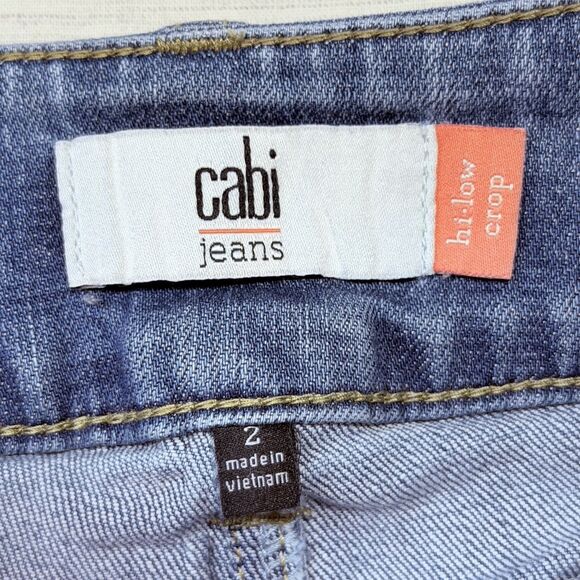 cabi
jeans
hi-low
crop
2
made in
vietnam